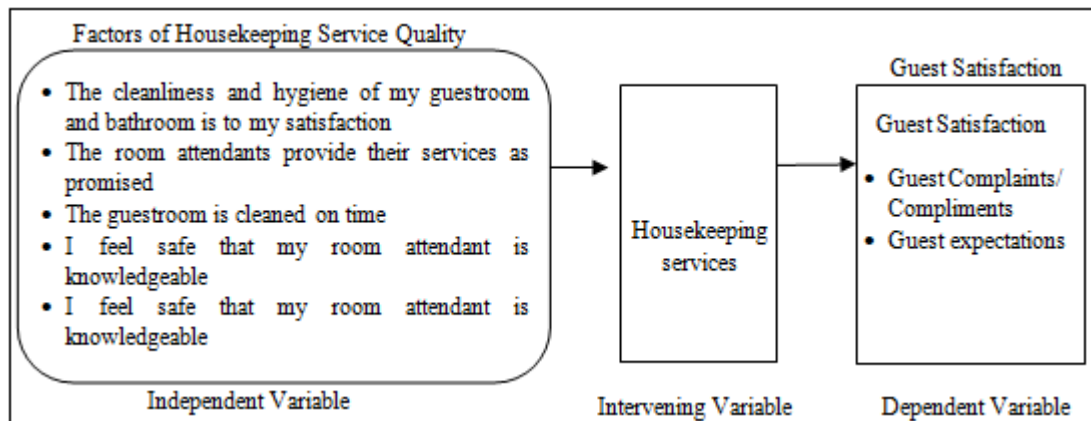 Factors of Housekeeping Service Quality
• The cleanliness and hygiene of my guestroom
and bathroom is to my satisfaction
• The room attendants provide their services as
promised
• The guestroom is cleaned on time
• I feel safe that my room attendant is
knowledgeable
• I feel safe that my room attendant is
knowledgeable
Independent Variable
Housekeeping
services
Intervening Variable
Guest Satisfaction
Guest Satisfaction
• Guest Complaints/
Compliments
• Guest expectations
Dependent Variable